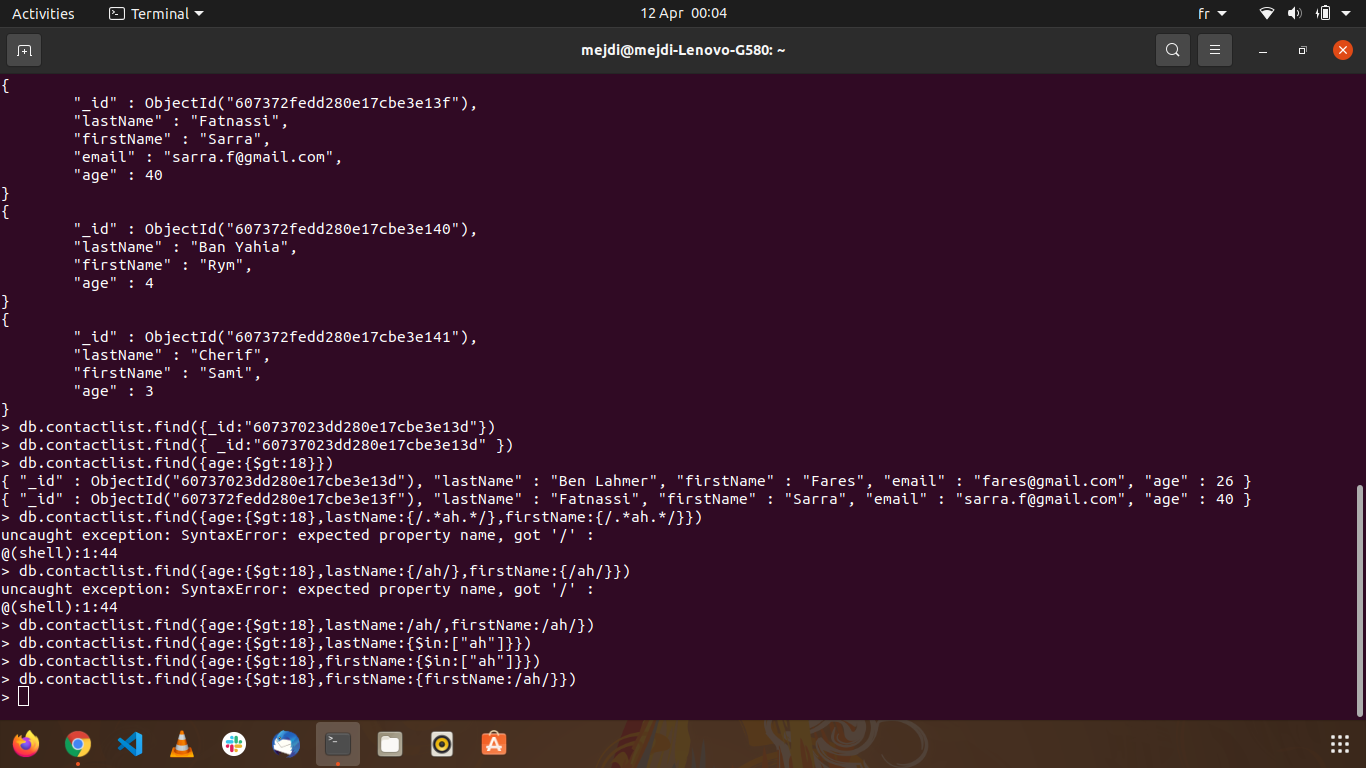 Activities Terminal 12 Apr 00:04 fr
mejdi@mejdi-Lenovo-G580: ~
{
"_id" : ObjectId("607372fedd280e17cbe3e13f"),
"lastName" : "Fatnassi",
"firstName" : "Sarra",
"email" : "sarra.f@gmail.com",
"age" : 40
}
{
"_id" : ObjectId("607372fedd280e17cbe3e140"),
"lastName" : "Ban Yahia",
"firstName" : "Rym",
"age" : 4
}
{
"_id" : ObjectId("607372fedd280e17cbe3e141"),
"lastName" : "Cherif",
"firstName" : "Sami",
"age" : 3
}
> db.contactlist.find({_id:"60737023dd280e17cbe3e13d"})
> db.contactlist.find({ _id:"60737023dd280e17cbe3e13d" })
> db.contactlist.find({age:{$gt:18}})
{ "_id" : ObjectId("60737023dd280e17cbe3e13d"), "lastName" : "Ben Lahmer", "firstName" : "Fares", "email" : "fares@gmail.com", "age" : 26 }
{ "_id" : ObjectId("607372fedd280e17cbe3e13f"), "lastName" : "Fatnassi", "firstName" : "Sarra", "email" : "sarra.f@gmail.com", "age" : 40 }
> db.contactlist.find({age:{$gt:18},lastName:{/.*ah.*/},firstName:{/.*ah.*/}})
uncaught exception: SyntaxError: expected property name, got '/' :
@(shell):1:44
> db.contactlist.find({age:{$gt:18},lastName:{/ah/},firstName:{/ah/}})
uncaught exception: SyntaxError: expected property name, got '/' :
@(shell):1:44
> db.contactlist.find({age:{$gt:18},lastName:/ah/,firstName:/ah/})
> db.contactlist.find({age:{$gt:18},lastName:{$in:["ah"]}})
> db.contactlist.find({age:{$gt:18},firstName:{$in:["ah"]}})
> db.contactlist.find({age:{$gt:18},firstName:{firstName:/ah/}})
>